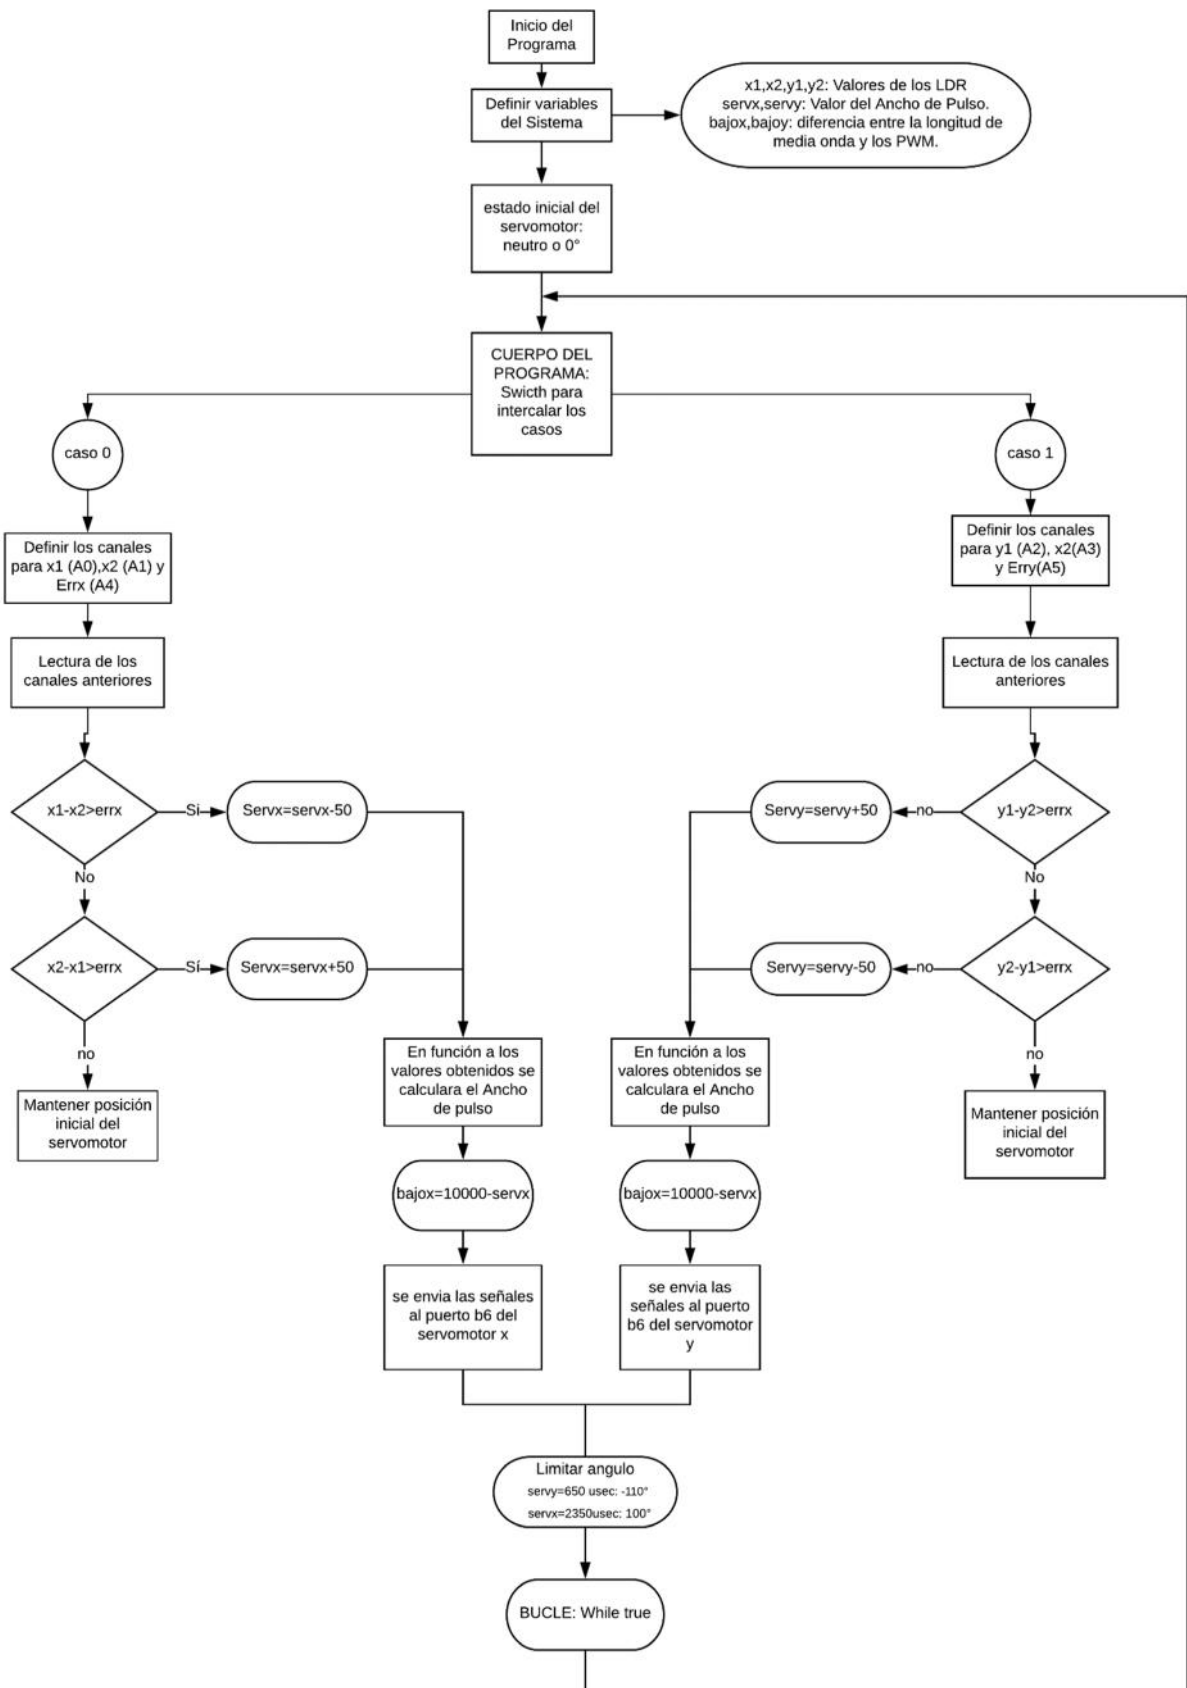 Inicio del
Programa
Definir variables
del Sistema
x1,x2,y1,y2: Valores de los LDR
servx,servy: Valor del Ancho de Pulso.
bajox,bajoy: diferencia entre la longitud de
media onda y los PWM.
estado inicial del
servomotor:
neutro o 0°
CUERPO DEL
PROGRAMA:
Swicth para
intercalar los
casos
caso 0
Definir los canales
para x1 (A0),x2 (A1) y
Errx (A4)
Lectura de los
canales anteriores
x1-x2>errx
Si
Servx=servx-50
No
x2-x1>errx
Sí
Servx=servx+50
no
Mantener posición
inicial del
servomotor
En función a los
valores obtenidos se
calculara el Ancho
de pulso
bajox=10000-servx
se envia las señales
al puerto b6 del
servomotor x
caso 1
Definir los canales
para y1 (A2), x2(A3)
y Erry(A5)
Lectura de los canales
anteriores
y1-y2>errx
no
Servy=servy+50
No
y2-y1>errx
no
Servy=servy-50
no
Mantener posición
inicial del
servomotor
En función a los
valores obtenidos se
calculara el Ancho
de pulso
bajox=10000-servx
se envia las
señales al puerto
b6 del servomotor
y
Limitar angulo
servy=650 usec: -110°
servx=2350usec: 100°
BUCLE: While true